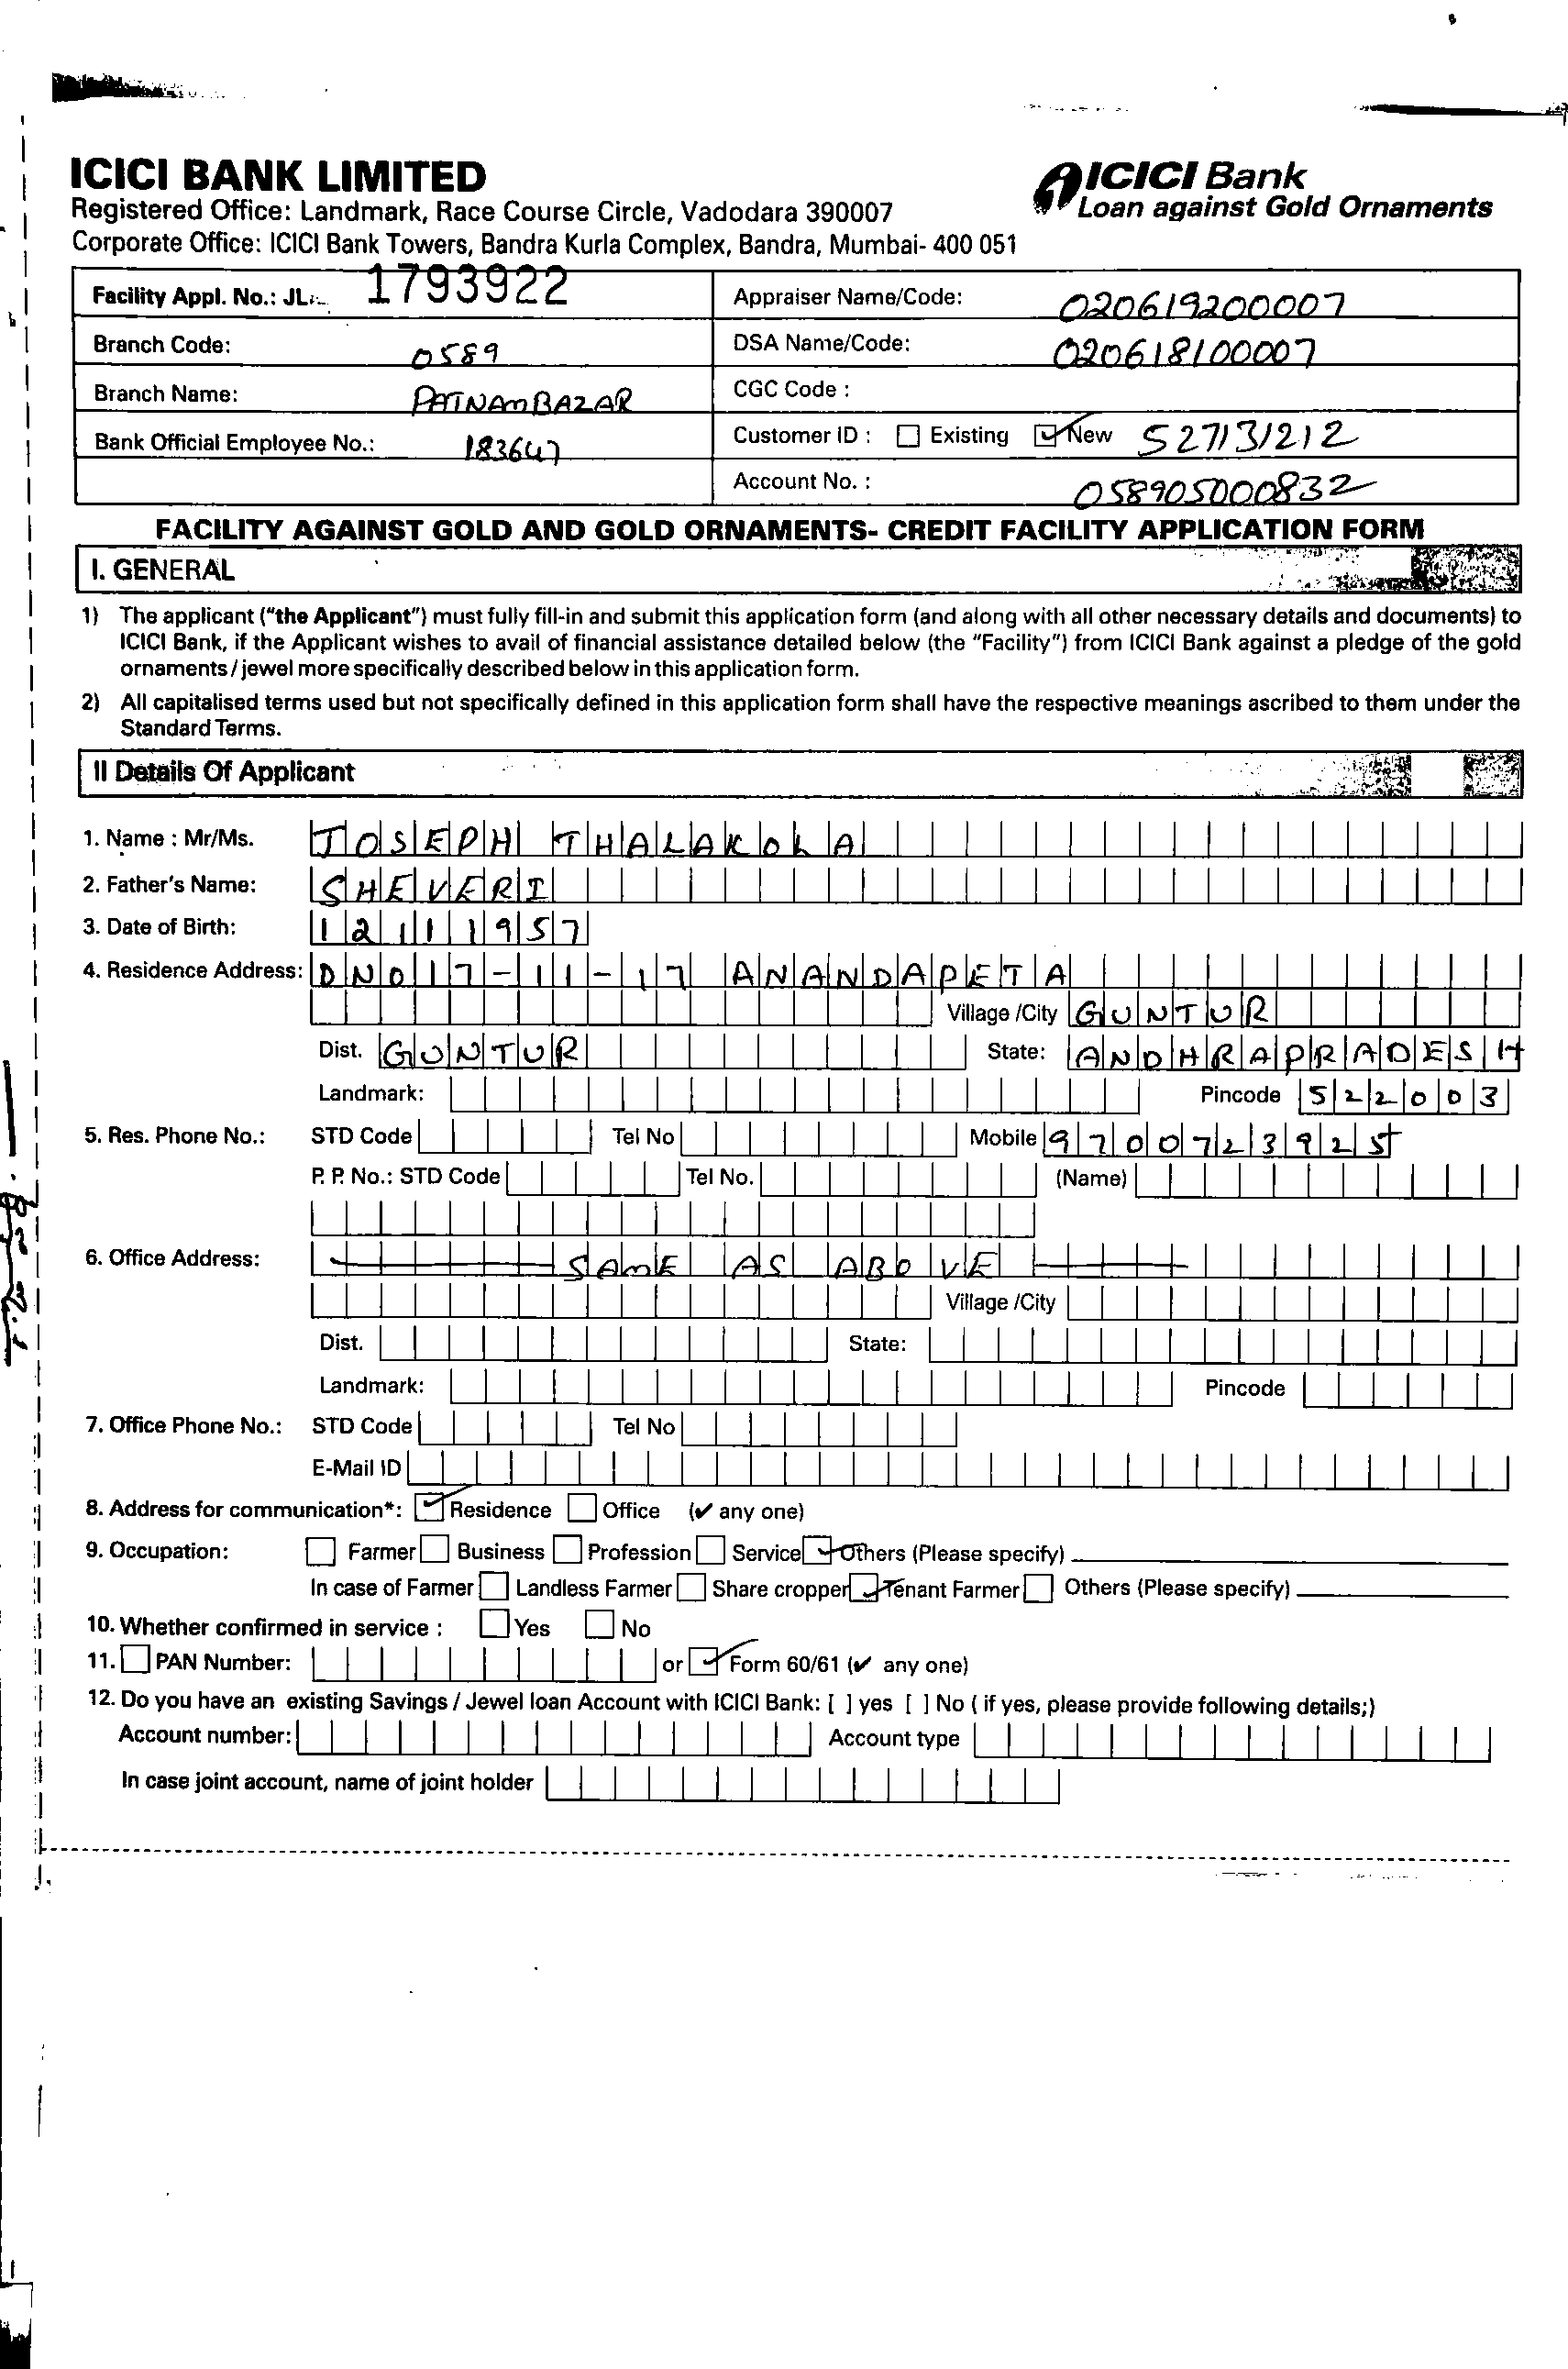 ICICI BANK LIMITED
Registered Office: Landmark, Race Course Circle, Vadodara 390007
Corporate Office: ICICI Bank Towers, Bandra Kurla Complex, Bandra, Mumbai- 400 051
ICICI Bank
Loan against Gold Ornaments
Facility Appl. No.: JL 1793922
Appraiser Name/Code: 020619200007
Branch Code: 0589
DSA Name/Code: 020618100007
Branch Name: PATNAMBAZAR
CGC Code :
Bank Official Employee No.: 183647
Customer ID : ☐ Existing ☑ New 527131212
Account No. : 058905000832
FACILITY AGAINST GOLD AND GOLD ORNAMENTS- CREDIT FACILITY APPLICATION FORM
I. GENERAL
1) The applicant ("the Applicant") must fully fill-in and submit this application form (and along with all other necessary details and documents) to
ICICI Bank, if the Applicant wishes to avail of financial assistance detailed below (the "Facility") from ICICI Bank against a pledge of the gold
ornaments / jewel more specifically described below in this application form.
2) All capitalised terms used but not specifically defined in this application form shall have the respective meanings ascribed to them under the
Standard Terms.
II Details Of Applicant
1. Name : Mr/Ms. JOSEPH THALAKOLA
2. Father's Name: SHEVERI
3. Date of Birth: 12111957
4. Residence Address: DNO17-11-17 ANANDAPETA
Village /City GUNTUR
Dist. GUNTUR State: ANDHRAPRADESH
Landmark: Pincode 522003
5. Res. Phone No.: STD Code Tel No Mobile 9700723925
P. P. No.: STD Code Tel No. (Name)
6. Office Address: SAME AS ABOVE
Village /City
Dist. State:
Landmark: Pincode
7. Office Phone No.: STD Code Tel No
E-Mail ID
8. Address for communication*: ☑ Residence ☐ Office (✔ any one)
9. Occupation: ☐ Farmer ☐ Business ☐ Profession ☐ Service ☑ Others (Please specify)
In case of Farmer ☐ Landless Farmer ☐ Share cropper ☑ Tenant Farmer ☐ Others (Please specify)
10. Whether confirmed in service : ☐ Yes ☐ No
11. ☐ PAN Number: or ☑ Form 60/61 (✔ any one)
12. Do you have an existing Savings / Jewel loan Account with ICICI Bank: [ ] yes [ ] No ( if yes, please provide following details;)
Account number: Account type
In case joint account, name of joint holder